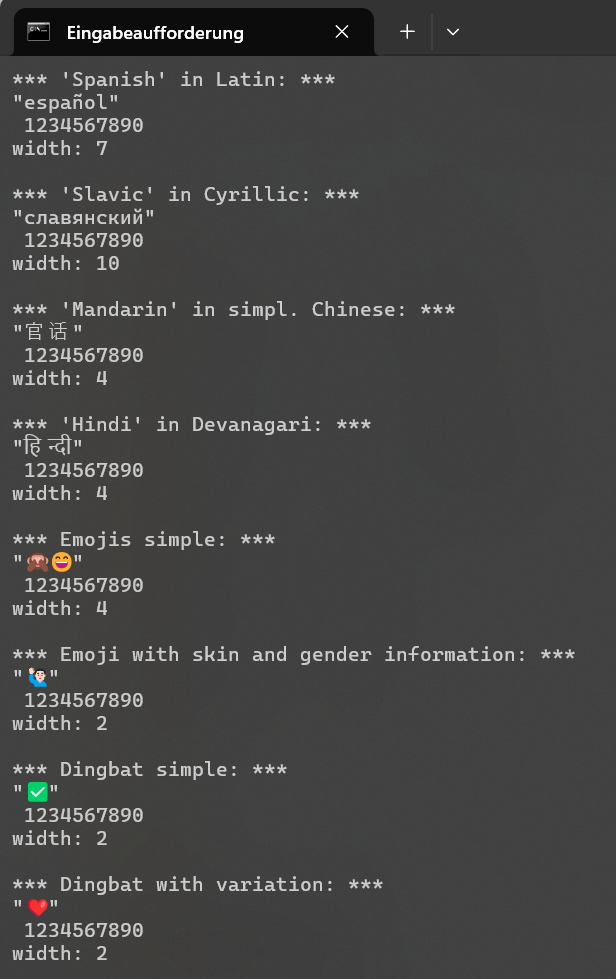 Eingabeaufforderung
*** 'Spanish' in Latin: ***
"español"
1234567890
width: 7
*** 'Slavic' in Cyrillic: ***
"славянский"
1234567890
width: 10
*** 'Mandarin' in simpl. Chinese: ***
"官话"
1234567890
width: 4
*** 'Hindi' in Devanagari: ***
"हिन्दी"
1234567890
width: 4
*** Emojis simple: ***
"🙈😄"
1234567890
width: 4
*** Emoji with skin and gender information: ***
"🙋🏻‍♂️"
1234567890
width: 2
*** Dingbat simple: ***
"✅"
1234567890
width: 2
*** Dingbat with variation: ***
"❤️"
1234567890
width: 2